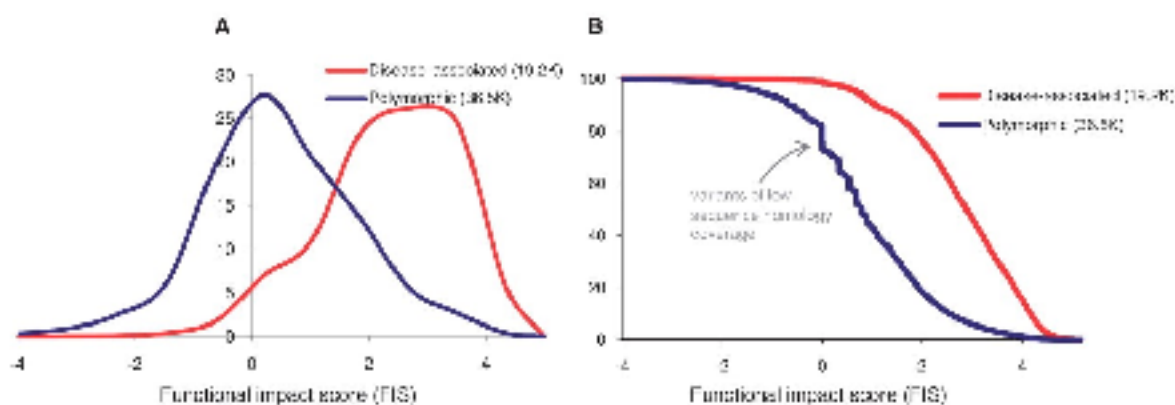 A
30
25
20
15
10
5
0
Disease-associated (19.2K)
Polymorphic (36.5K)
-4
-2
0
2
4
Functional impact score (FIS)
B
100
80
60
40
20
0
Disease-associated (19.2K)
Polymorphic (36.5K)
variants of low
sequence homology
coverage
-4
-2
0
2
4
Functional impact score (FIS)